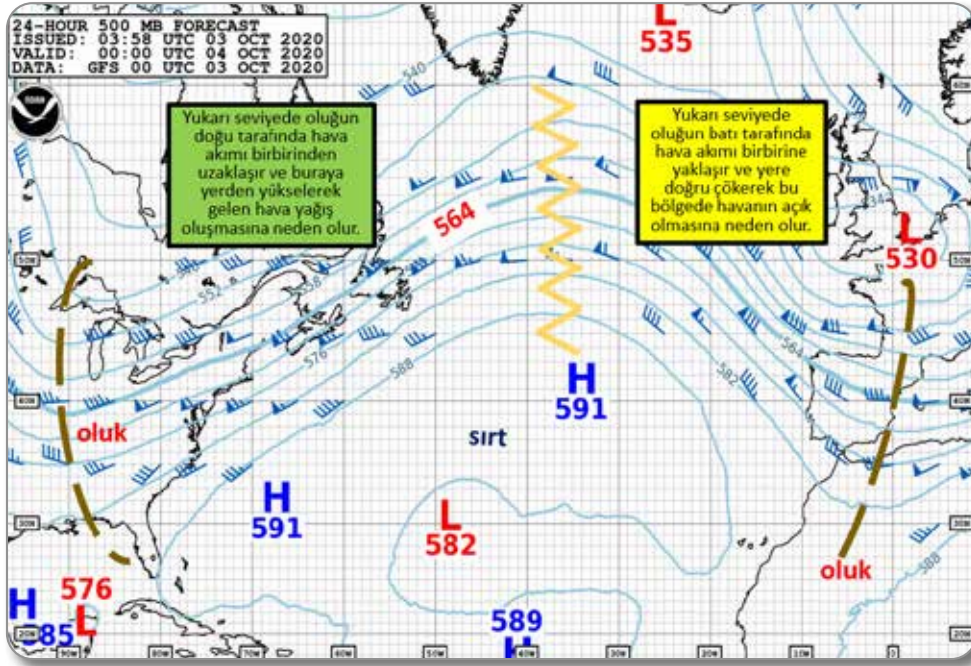 24-HOUR 500 MB FORECAST
ISSUED: 03:58 UTC 03 OCT 2020
VALID: 00:00 UTC 04 OCT 2020
DATA: GFS 00 UTC 03 OCT 2020
L
535
540
Yukarı seviyede oluğun
doğu tarafında hava
akımı birbirinden
uzaklaşır ve buraya
yerden yükselerek
gelen hava yağış
oluşmasına neden olur.
Yukarı seviyede
oluğun batı tarafında
hava akımı birbirine
yaklaşır ve yere
doğru çökerek bu
bölgede havanın açık
olmasına neden olur.
564
L
530
552
576
588
564
582
H
591
oluk
sırt
H
591
L
582
oluk
588
576
L
H
585
589
H